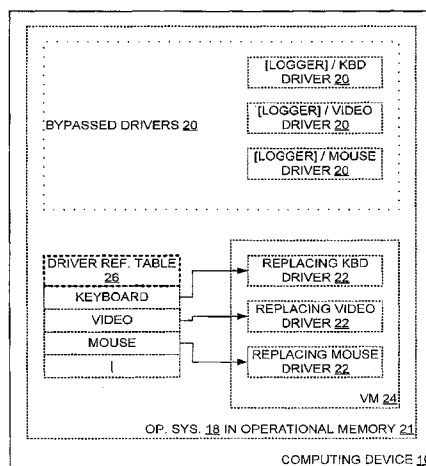 [LOGGER] / KBD
DRIVER 20
[LOGGER] / VIDEO
DRIVER 20
BYPASSED DRIVERS 20
[LOGGER] / MOUSE
DRIVER 20
DRIVER REF. TABLE
26
KEYBOARD
VIDEO
MOUSE
REPLACING KBD
DRIVER 22
REPLACING VIDEO
DRIVER 22
REPLACING MOUSE
DRIVER 22
VM 24
OP. SYS. 18 IN OPERATIONAL MEMORY 21
COMPUTING DEVICE